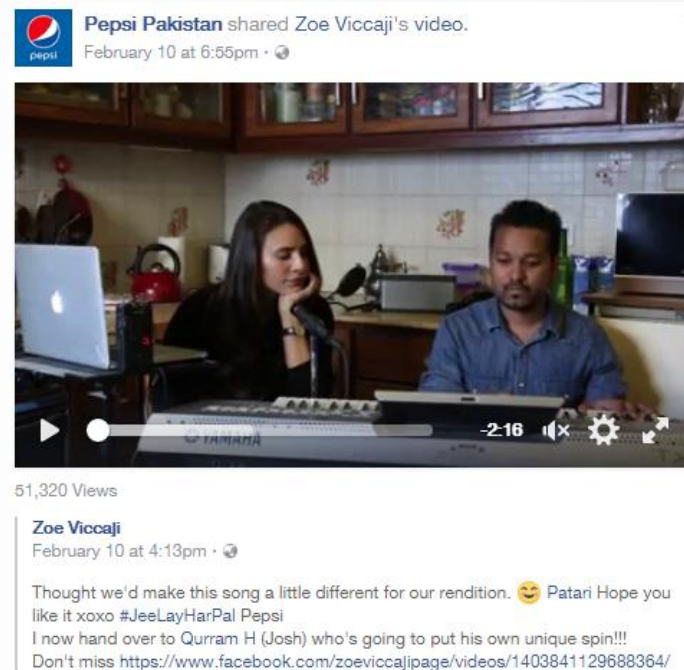 Pepsi Pakistan shared Zoe Viccaji's video.
February 10 at 6:55pm ·
pepsi
YAMAHA
-2:16
51,320 Views
Zoe Viccaji
February 10 at 4:13pm ·
Thought we'd make this song a little different for our rendition. 😊 Patari Hope you
like it xoxo #JeeLayHarPal Pepsi
I now hand over to Qurram H (Josh) who's going to put his own unique spin!!!
Don't miss https://www.facebook.com/zoeviccajipage/videos/1403841129688364/